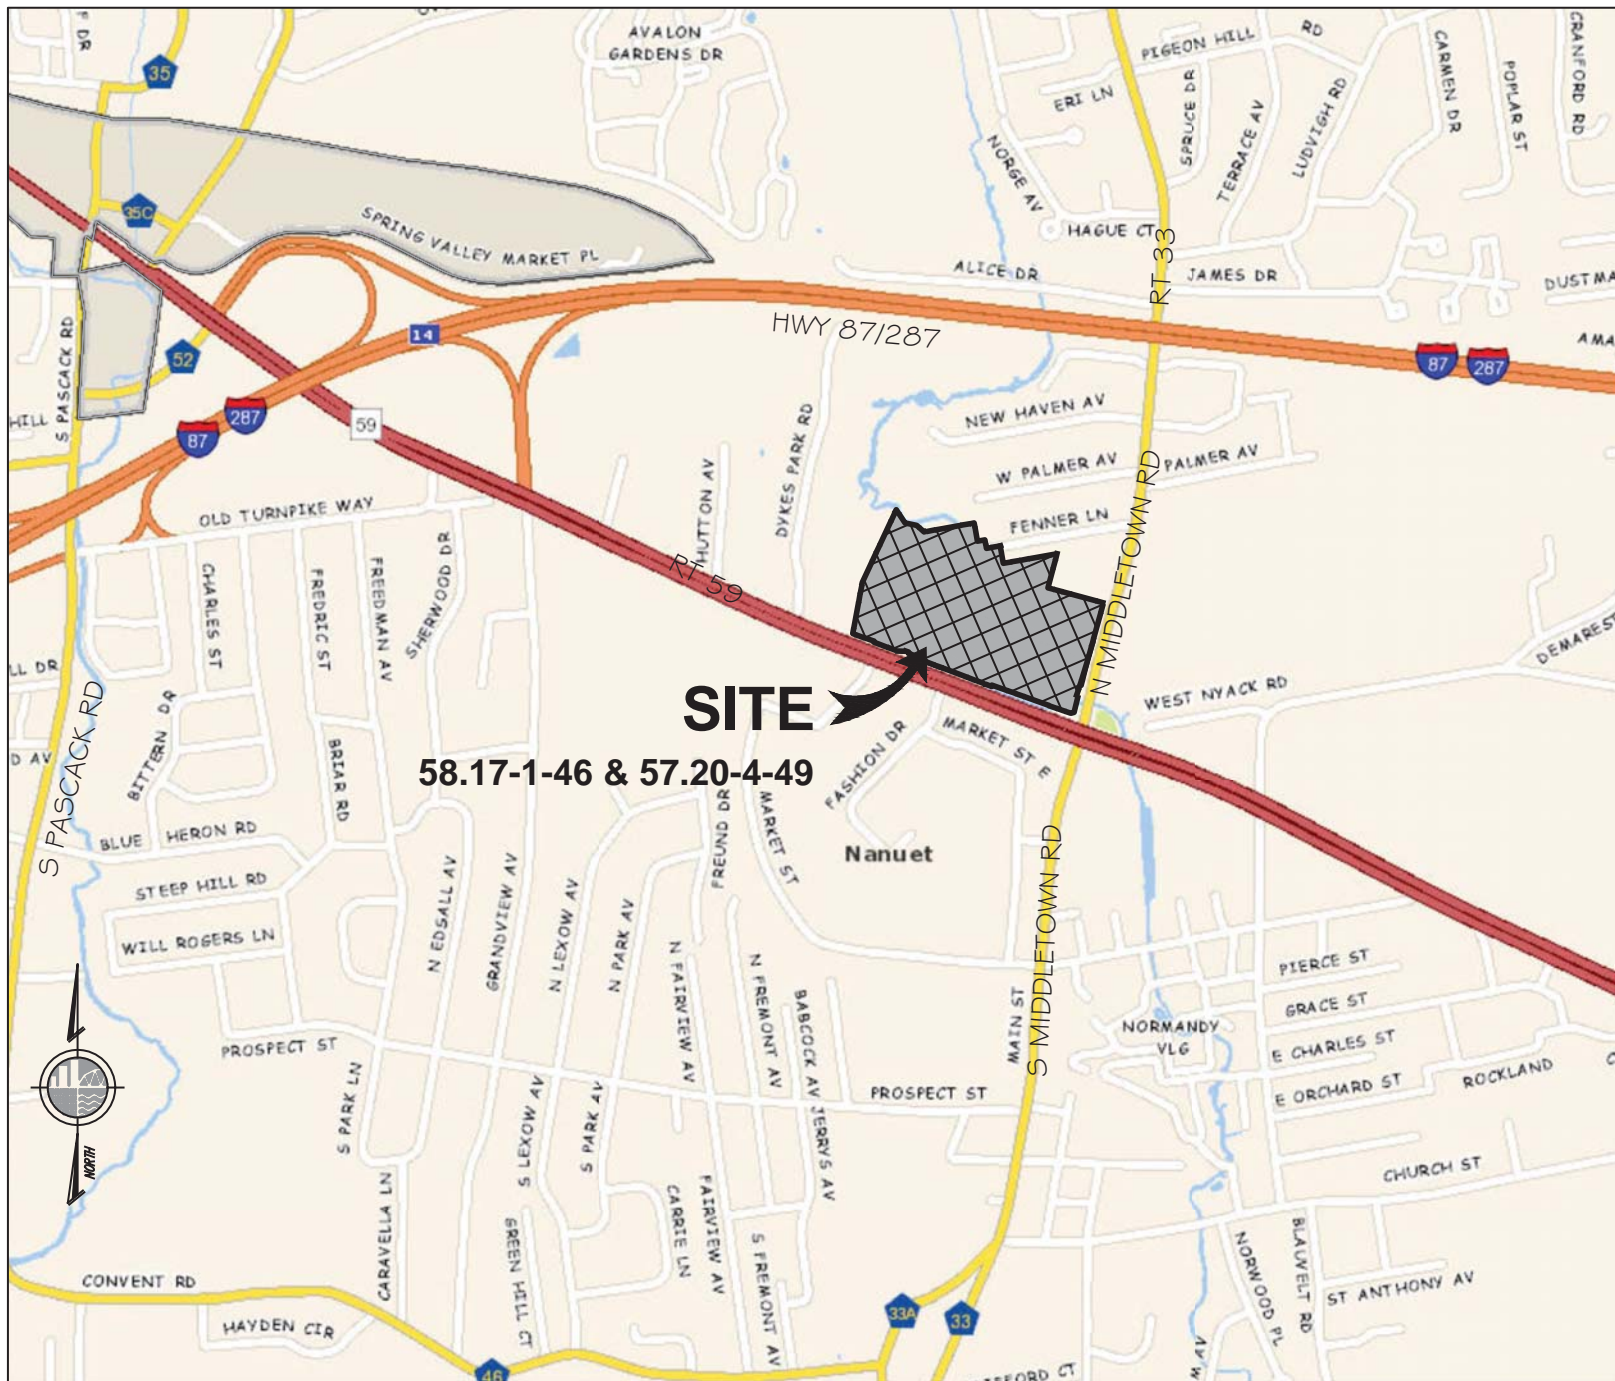 F DR
35
AVALON
GARDENS DR
PIGEON HILL
RD
ERI LN
SPRUCE DR
TERRACE AV
LUDVIGH RD
CARMEN DR
POPLAR ST
CRANFORD RD
NORGE AV
HAGUE CT
35C
SPRING VALLEY MARKET PL
ALICE DR
RT 33
JAMES DR
DUSTMA
AMA
HWY 87/287
14
52
87
287
59
87
287
S PASCACK RD
HILL
NEW HAVEN AV
W PALMER AV
PALMER AV
FENNER LN
HUTTON AV
DYKES PARK RD
OLD TURNPIKE WAY
RT 59
N MIDDLETOWN RD
CHARLES ST
FREDRIC ST
FREEDMAN AV
SHERWOOD DR
LL DR
D AV
BITTERN DR
S PASCACK RD
BRIAR RD
DEMAREST
WEST NYACK RD
SITE
58.17-1-46 & 57.20-4-49
FASHION DR
MARKET ST E
MARKET ST
FREUND DR
Nanuet
BLUE HERON RD
STEEP HILL RD
WILL ROGERS LN
N EDSALL AV
GRANDVIEW AV
N LEXOW AV
N PARK AV
N FAIRVIEW AV
N FREMONT AV
BABCOCK AV
JERRYS AV
MAIN ST
S MIDDLETOWN RD
PIERCE ST
GRACE ST
NORMANDY
VLG
E CHARLES ST
E ORCHARD ST
ROCKLAND
PROSPECT ST
PROSPECT ST
S PARK LN
S LEXOW AV
S PARK AV
NORTH
CHURCH ST
CARAVELLA LN
GREEN HILL CT
CARRIE LN
FAIRVIEW AV
S FREMONT AV
NORWOOD PL
BLAUVELT RD
ST ANTHONY AV
CONVENT RD
HAYDEN CIR
33A
33
46